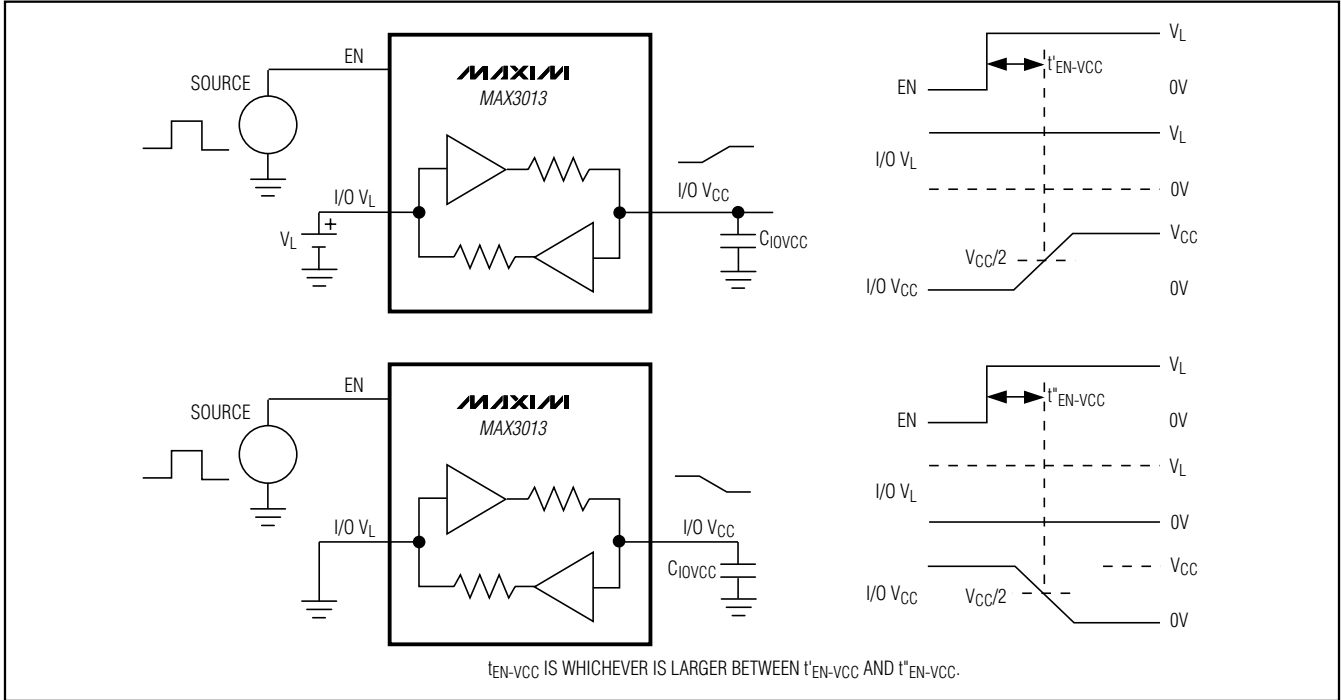 EN
SOURCE
MAXIM
MAX3013
I/O VL
VL
+
I/O VCC
CIOVCC
EN
t'EN-VCC
VL
0V
I/O VL
VL
0V
I/O VCC
VCC/2
VCC
0V
EN
SOURCE
MAXIM
MAX3013
I/O VL
I/O VCC
CIOVCC
EN
t"EN-VCC
VL
0V
I/O VL
VL
0V
I/O VCC
VCC/2
VCC
0V
tEN-VCC IS WHICHEVER IS LARGER BETWEEN t'EN-VCC AND t"EN-VCC.